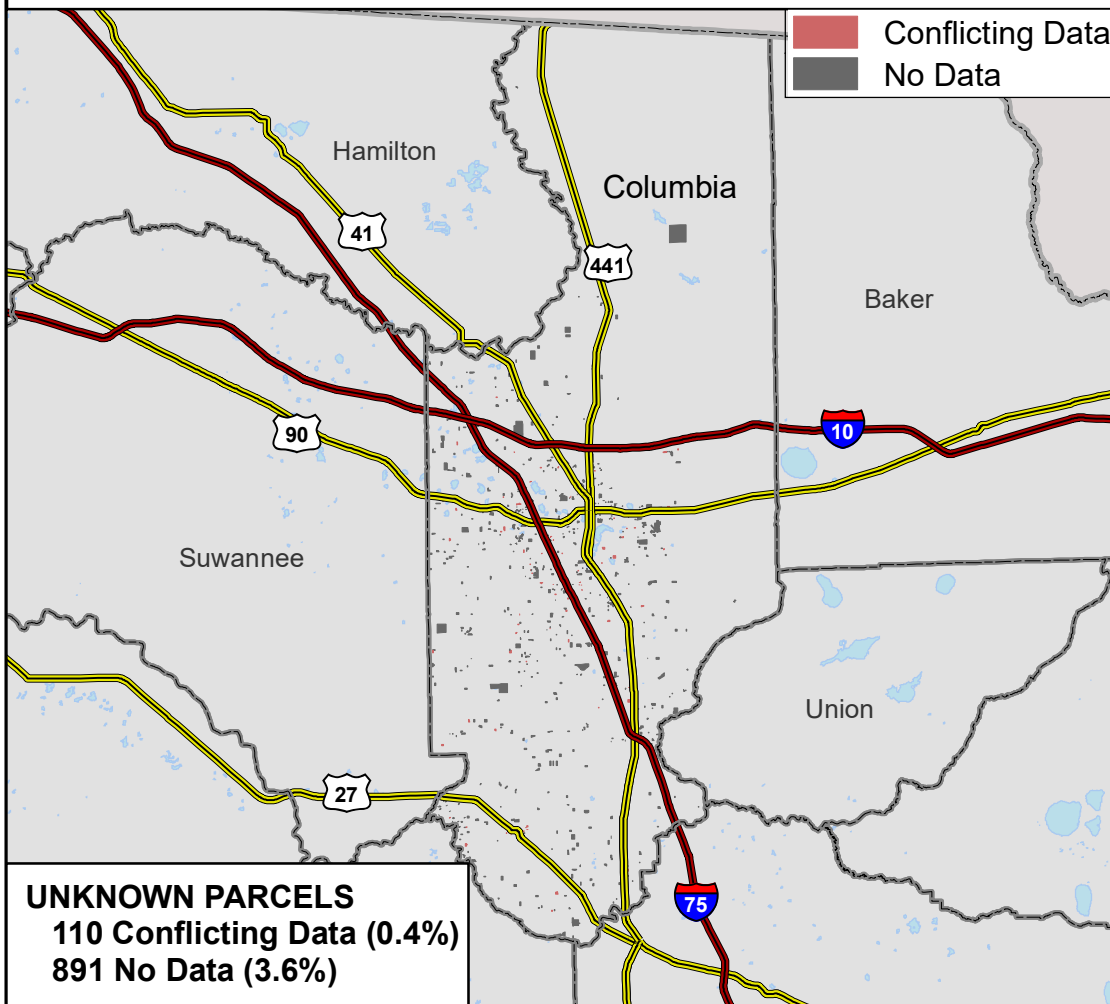 Conflicting Data
No Data
Hamilton
Columbia
41
441
Baker
90
10
Suwannee
Union
27
75
UNKNOWN PARCELS
110 Conflicting Data (0.4%)
891 No Data (3.6%)